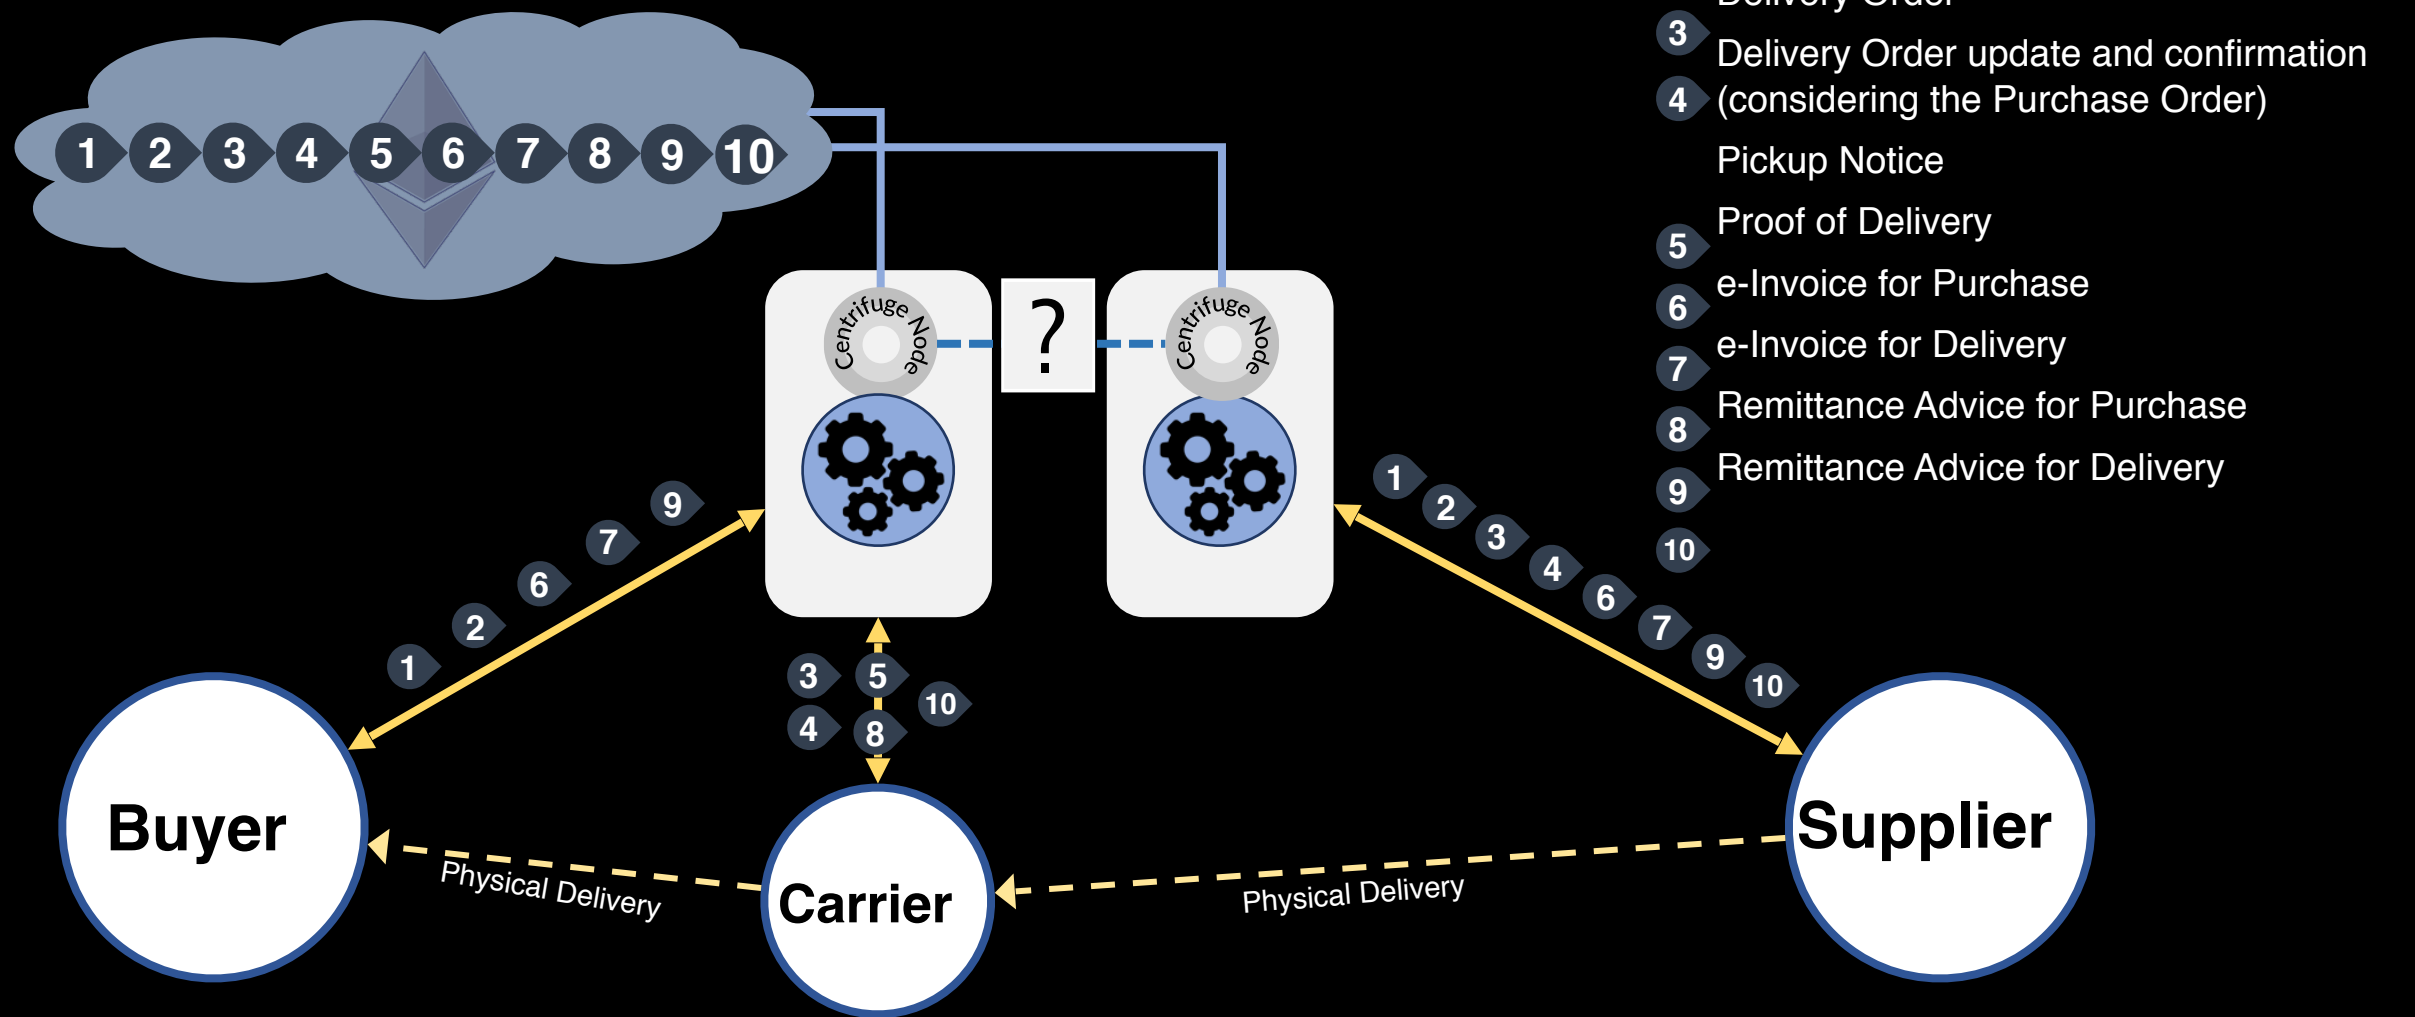 Delivery Order
3
Delivery Order update and confirmation
4
(considering the Purchase Order)
Pickup Notice
5
Proof of Delivery
6
e-Invoice for Purchase
7
e-Invoice for Delivery
8
Remittance Advice for Purchase
9
Remittance Advice for Delivery
10
1 2 3 4 5 6 7 8 9 10
Centrifuge Node
?
Centrifuge Node
1 2 6 7 9
3 5
10
4 8
1 2 3 4 6 7 9 10
Buyer
Carrier
Supplier
Physical Delivery
Physical Delivery